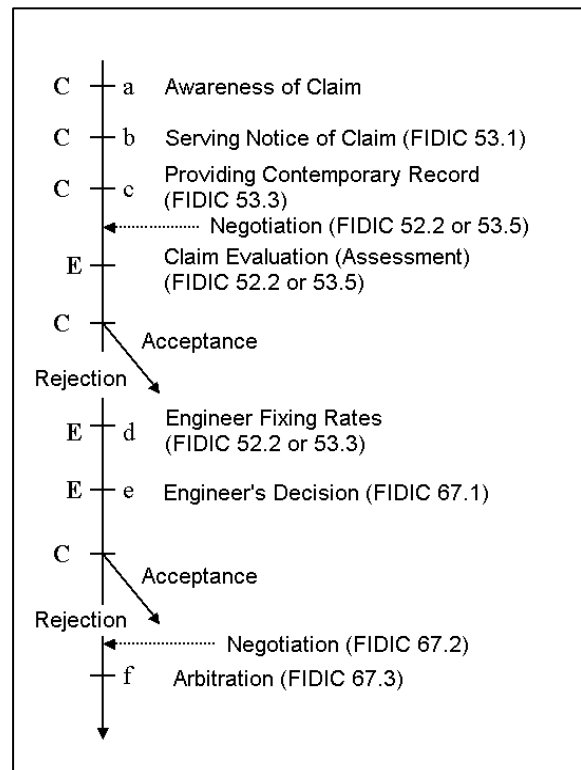 C a Awareness of Claim
C b Serving Notice of Claim (FIDIC 53.1)
C c Providing Contemporary Record
(FIDIC 53.3)
Negotiation (FIDIC 52.2 or 53.5)
E Claim Evaluation (Assessment)
(FIDIC 52.2 or 53.5)
C
Acceptance
Rejection
E d Engineer Fixing Rates
(FIDIC 52.2 or 53.3)
E e Engineer's Decision (FIDIC 67.1)
C
Acceptance
Rejection
Negotiation (FIDIC 67.2)
f Arbitration (FIDIC 67.3)